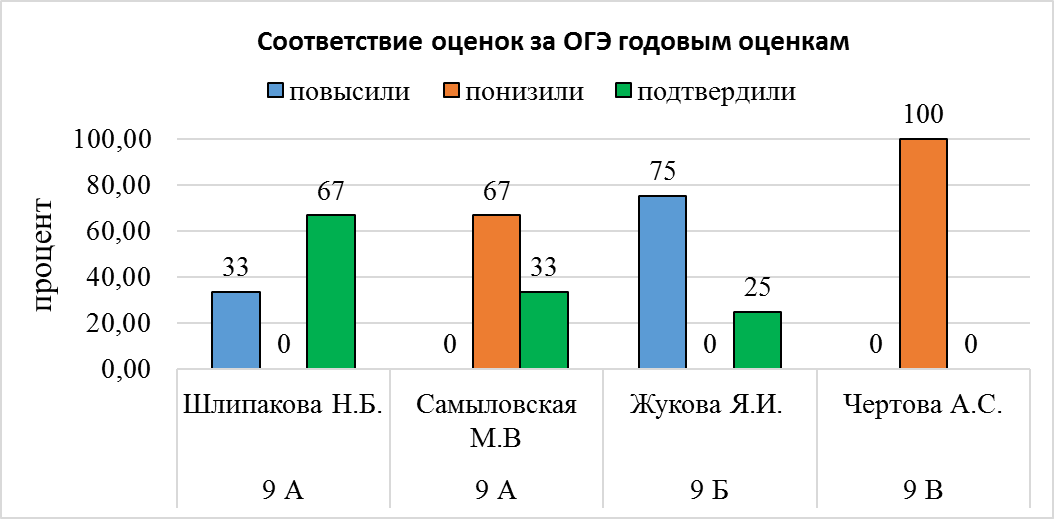 Соответствие оценок за ОГЭ годовым оценкам
повысили понизили подтвердили
процент
100,00
80,00
60,00
40,00
20,00
0,00
33
0
67
0
67
33
75
0
25
0
100
0
Шлипакова Н.Б.
Самыловская
М.В
Жукова Я.И.
Чертова А.С.
9 А
9 А
9 Б
9 В